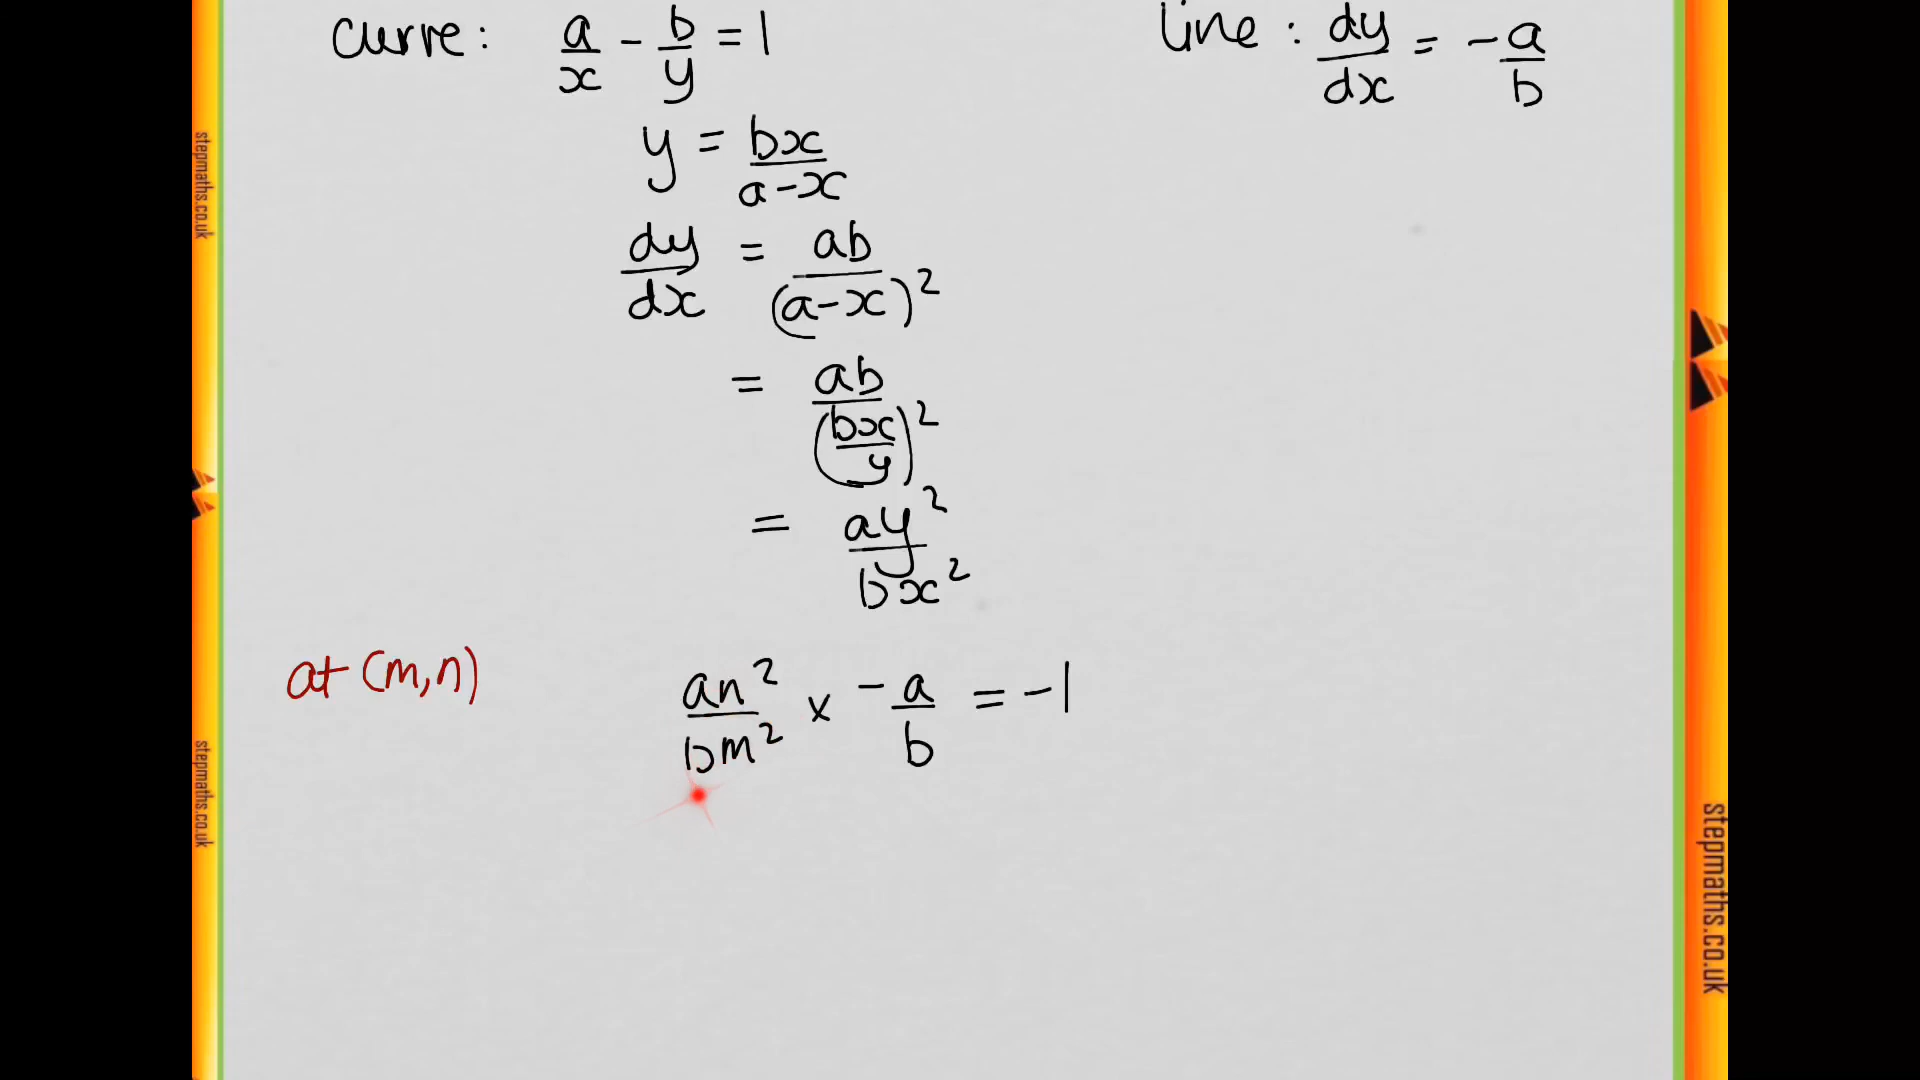 curve: a/x - b/y = 1
line: dy/dx = -a/b
y = bx/(a-x)
dy/dx = ab/(a-x)²
= ab/(bx/y)²
= ay²/bx²
at (m,n) an²/bm² × -a/b = -1
stepmaths.co.uk
stepmaths.co.uk
stepmaths.co.uk